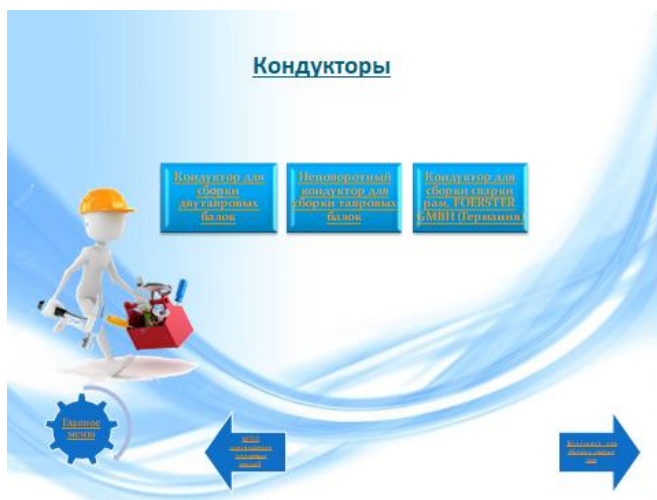 Кондукторы
Кондуктор для
сборки
двутавровых
балок
Неповоротный
кондуктор для
сборки тавровых
балок
Кондуктор для
сборки сварки
рам, FOERSTER
GMBH (Германия)
Главное
меню